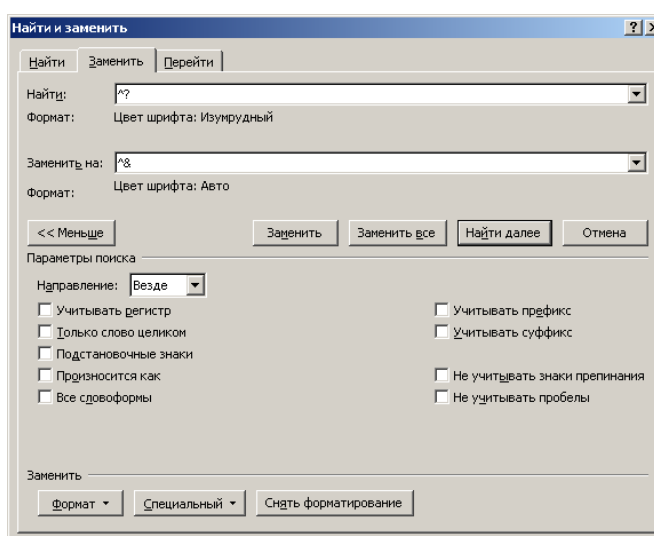 Найти и заменить
Найти Заменить Перейти
Найти: ^?
Формат: Цвет шрифта: Изумрудный
Заменить на: ^&
Формат: Цвет шрифта: Авто
<< Меньше Заменить Заменить все Найти далее Отмена
Параметры поиска
Направление: Везде
Учитывать регистр Учитывать префикс
Только слово целиком Учитывать суффикс
Подстановочные знаки
Произносится как Не учитывать знаки препинания
Все словоформы Не учитывать пробелы
Заменить
Формат Специальный Снять форматирование